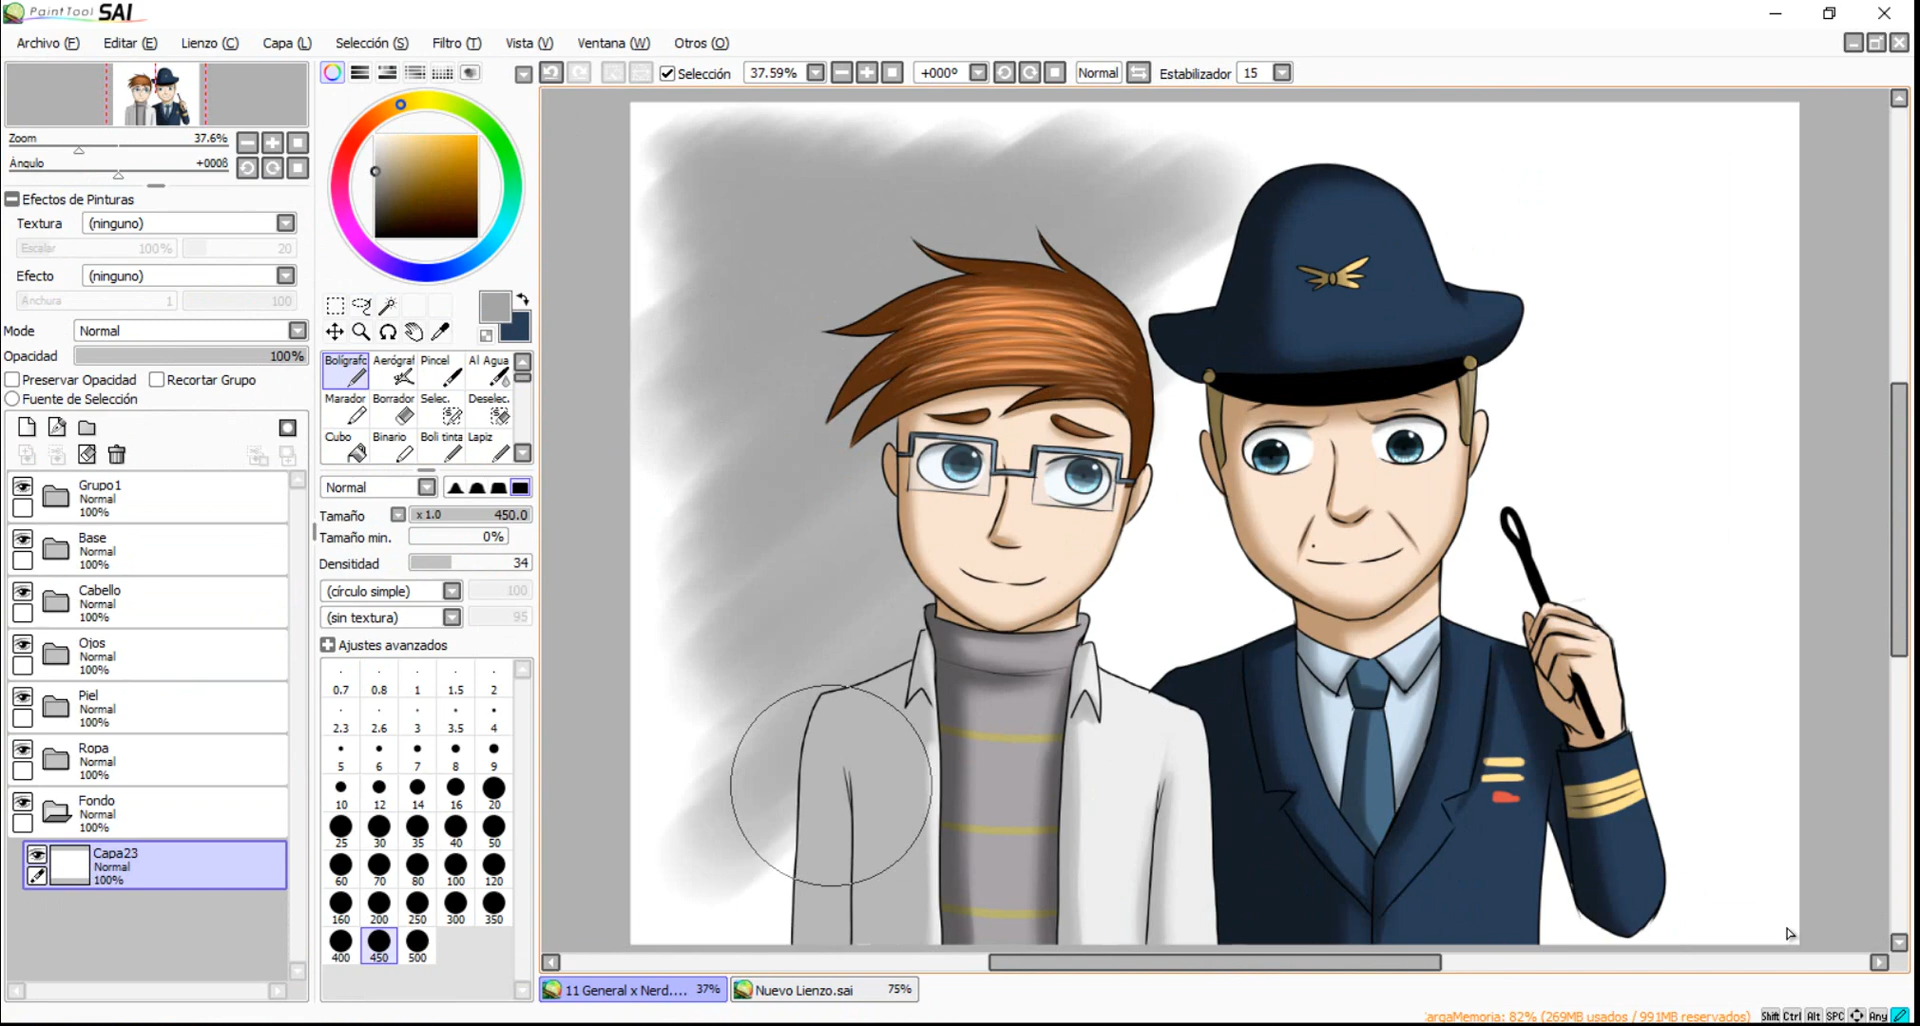 PaintTool SAI
Archivo (F) Editar (E) Lienzo (C) Capa (L) Selección (S) Filtro (T) Vista (V) Ventana (W) Otros (O)
Selección 37.59% +000º Normal Estabilizador 15
Zoom 37.6%
Ángulo +000ß
Efectos de Pinturas
Textura (ninguno)
Escalar 100% 20
Efecto (ninguno)
Anchura 1 100
Mode Normal
Opacidad 100%
Preservar Opacidad Recortar Grupo
Fuente de Selección
Grupo1
Normal
100%
Base
Normal
100%
Cabello
Normal
100%
Ojos
Normal
100%
Piel
Normal
100%
Ropa
Normal
100%
Fondo
Normal
100%
Capa23
Normal
100%
Bolígrafc Aerógraf Pincel Al Agua
Marador Borrador Selec. Deselec.
Cubo Binario Boli tinta Lapiz
Normal
Tamaño x 1.0 450.0
Tamaño min. 0%
Densitidad 34
(círculo simple) 100
(sin textura) 95
Ajustes avanzados
0.7 0.8 1 1.5 2
2.3 2.6 3 3.5 4
5 6 7 8 9
10 12 14 16 20
25 30 35 40 50
60 70 80 100 120
160 200 250 300 350
400 450 500
11 General x Nerd.... 37% Nuevo Lienzo.sai 75%
argaMemoria: 82% (269MB usados / 991MB reservados) Shift Ctrl Alt SPC Any